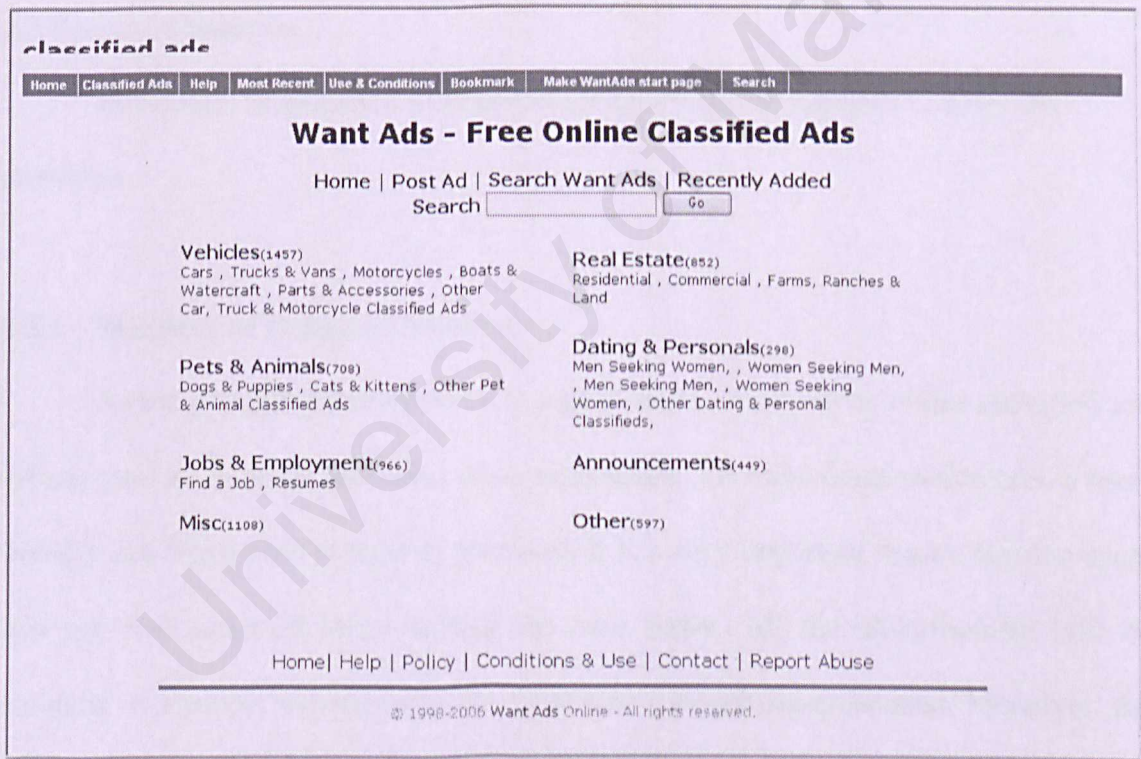 classified ads
Home Classified Ads Help Most Recent Use & Conditions Bookmark Make WantAds start page Search
Want Ads - Free Online Classified Ads
Home | Post Ad | Search Want Ads | Recently Added
Search Go
Vehicles(1457)
Cars , Trucks & Vans , Motorcycles , Boats &
Watercraft , Parts & Accessories , Other
Car, Truck & Motorcycle Classified Ads
Real Estate(852)
Residential , Commercial , Farms, Ranches &
Land
Pets & Animals(708)
Dogs & Puppies , Cats & Kittens , Other Pet
& Animal Classified Ads
Dating & Personals(298)
Men Seeking Women, , Women Seeking Men,
, Men Seeking Men, , Women Seeking
Women, , Other Dating & Personal
Classifieds,
Jobs & Employment(966)
Find a Job , Resumes
Announcements(449)
Misc(1108)
Other(597)
Home| Help | Policy | Conditions & Use | Contact | Report Abuse
© 1998-2006 Want Ads Online - All rights reserved.
University of Ma